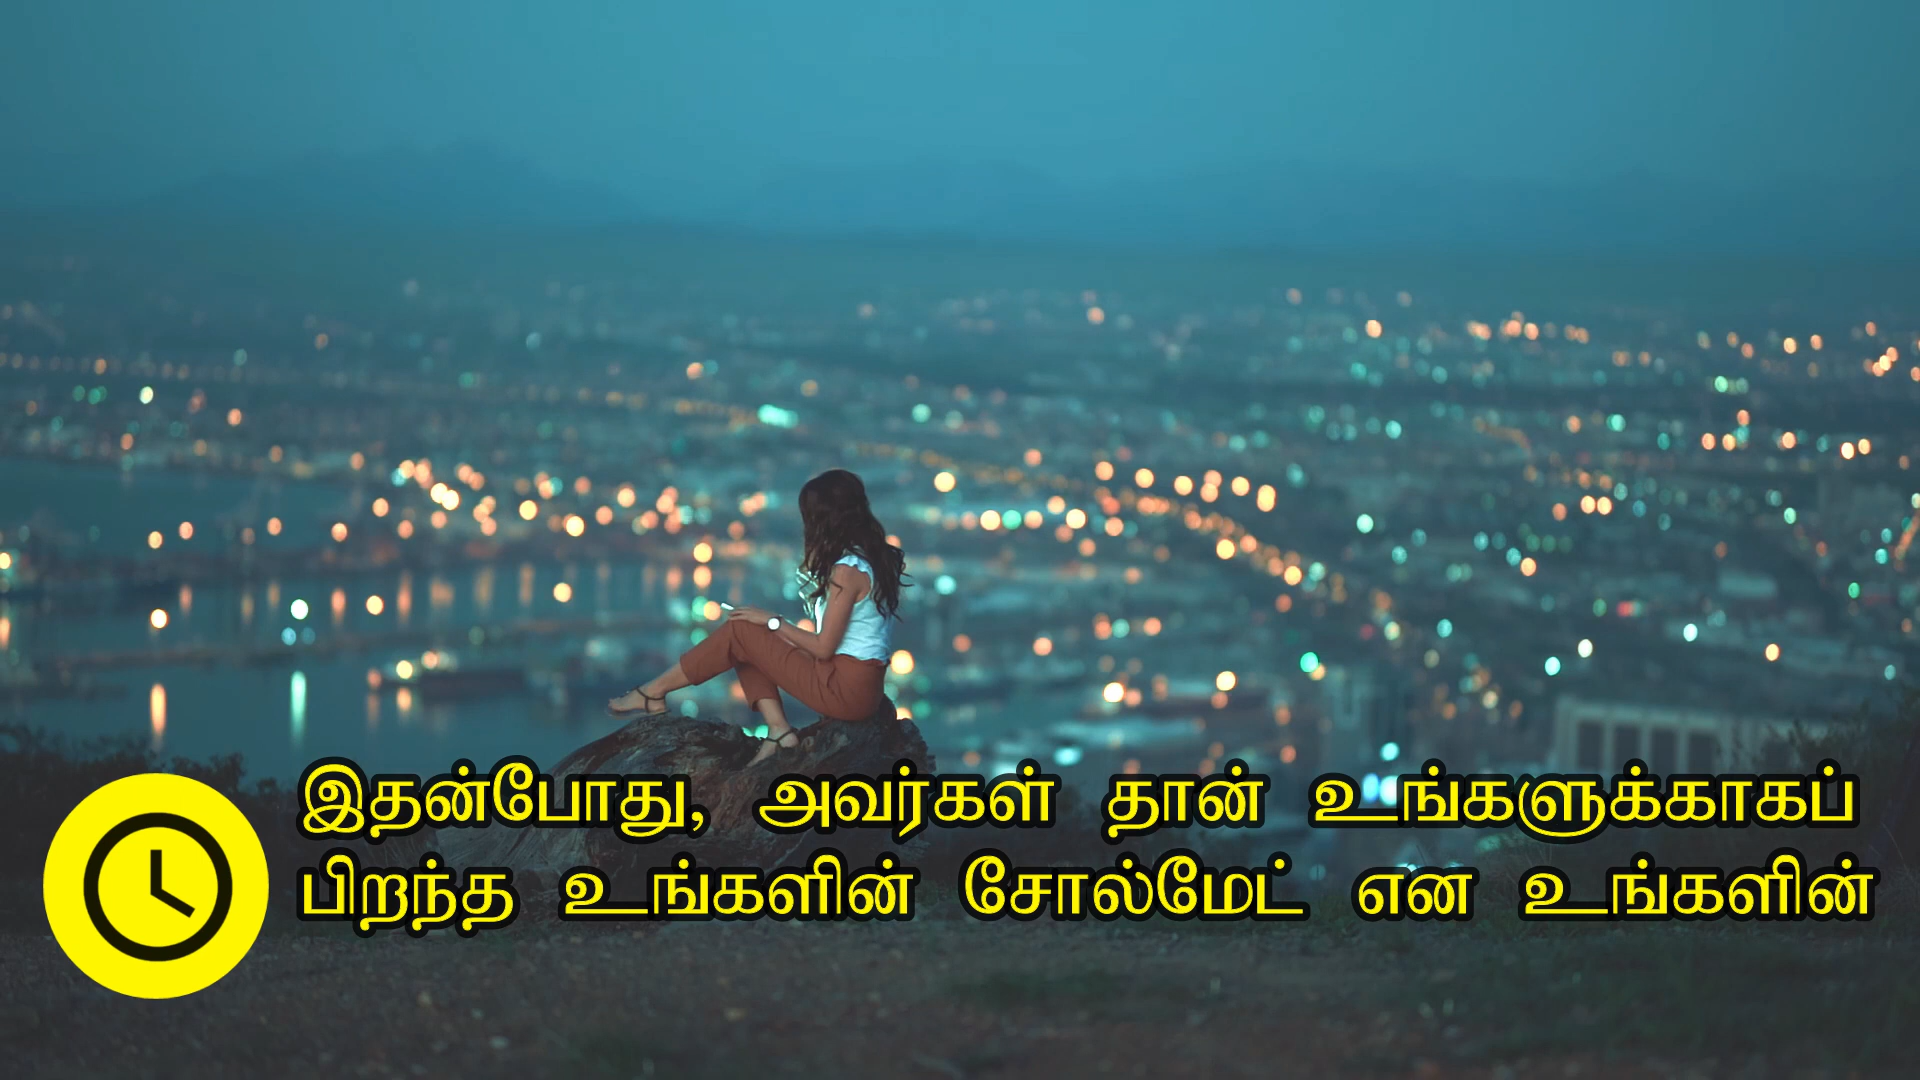 இதன்போது, அவர்கள் தான் உங்களுக்காகப்
பிறந்த உங்களின் சோல்மேட் என உங்களின்